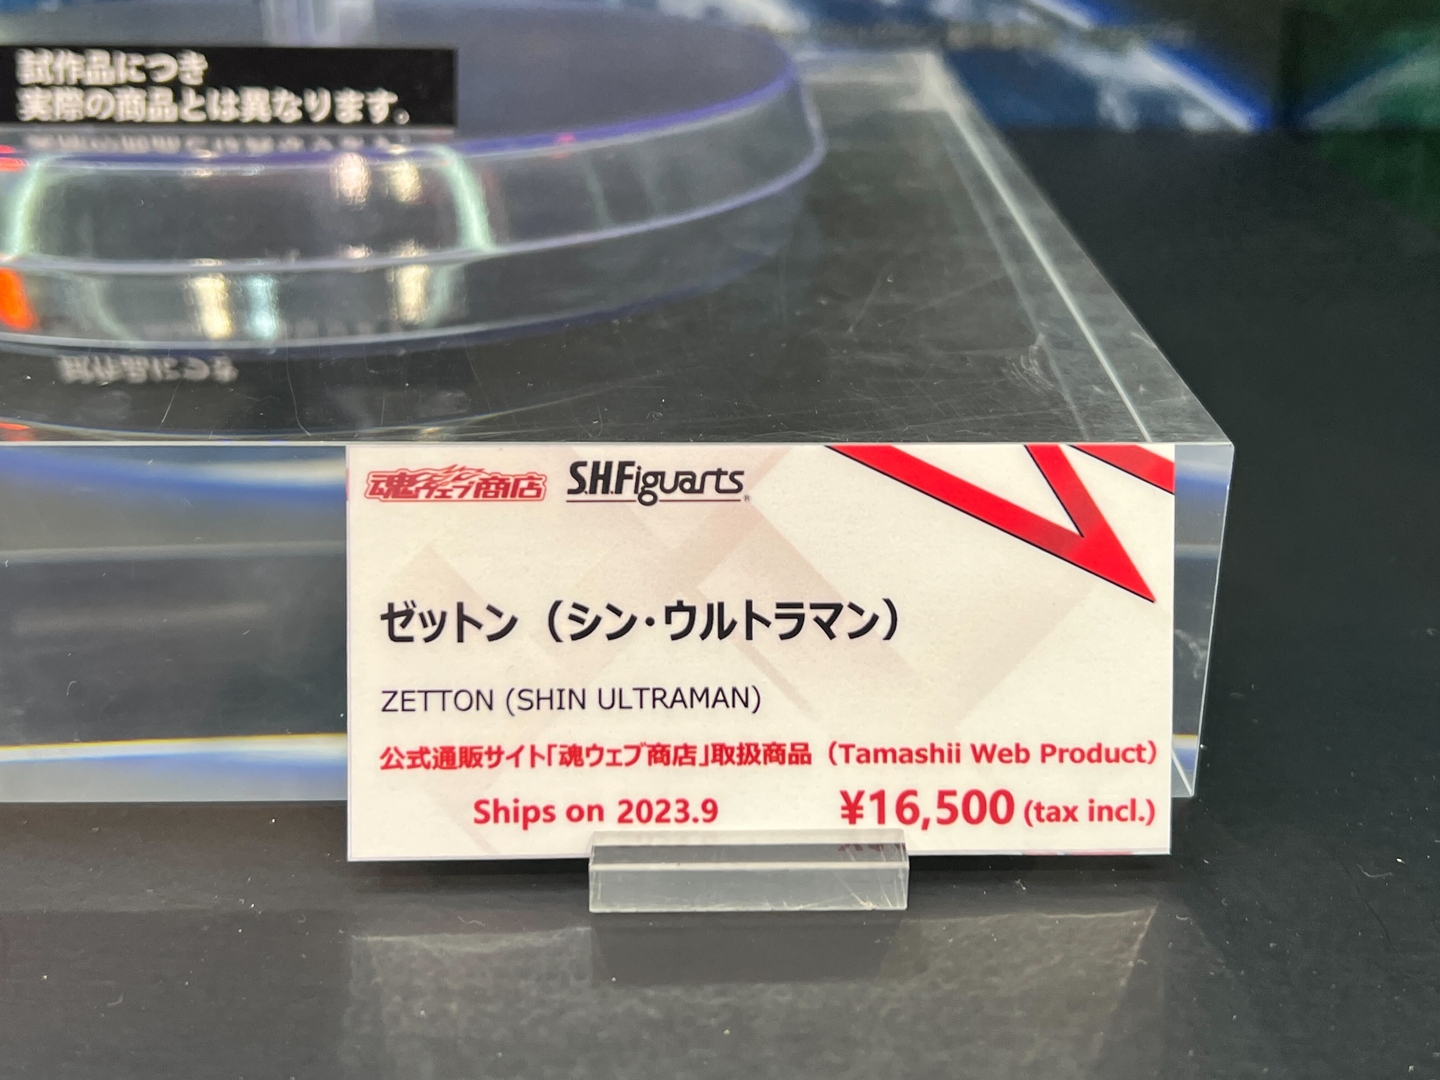 試作品につき
実際の商品とは異なります。
魂ウェブ商店 S.H.Figuarts
ゼットン（シン・ウルトラマン）
ZETTON (SHIN ULTRAMAN)
公式通販サイト「魂ウェブ商店」取扱商品（Tamashii Web Product）
Ships on 2023.9 ¥16,500 (tax incl.)